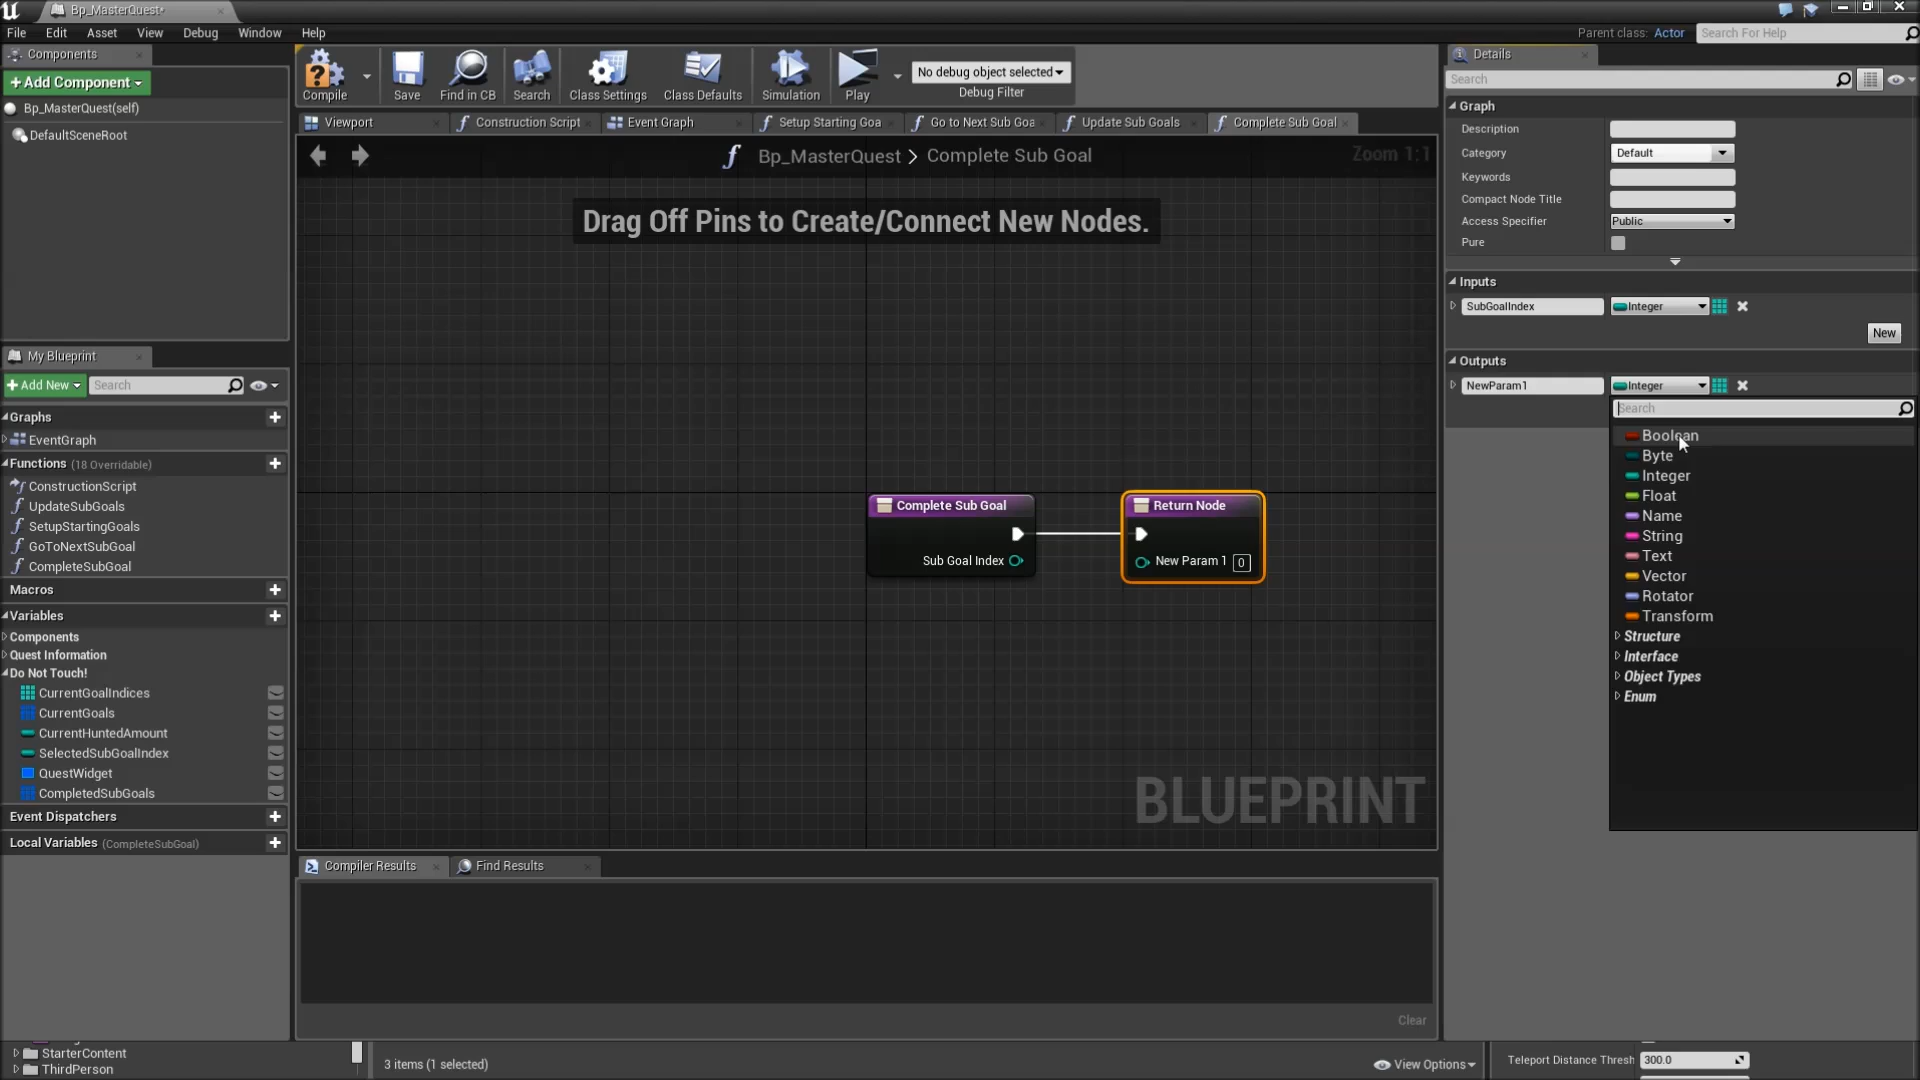 Bp_MasterQuest*
File Edit Asset View Debug Window Help
Parent class: Actor
Search For Help
Components
+Add Component
Bp_MasterQuest(self)
DefaultSceneRoot
Compile
Save
Find in CB
Search
Class Settings
Class Defaults
Simulation
Play
No debug object selected
Debug Filter
Viewport
Construction Script
Event Graph
Setup Starting Goa
Go to Next Sub Goa
Update Sub Goals
Complete Sub Goal
Bp_MasterQuest > Complete Sub Goal
Zoom 1:1
Drag Off Pins to Create/Connect New Nodes.
My Blueprint
+Add New
Search
Graphs
EventGraph
Functions (18 Overridable)
ConstructionScript
UpdateSubGoals
SetupStartingGoals
GoToNextSubGoal
CompleteSubGoal
Macros
Variables
Components
Quest Information
Do Not Touch!
CurrentGoalIndices
CurrentGoals
CurrentHuntedAmount
SelectedSubGoalIndex
QuestWidget
CompletedSubGoals
Event Dispatchers
Local Variables (CompleteSubGoal)
Complete Sub Goal
Sub Goal Index
Return Node
New Param 1 0
BLUEPRINT
Compiler Results
Find Results
Clear
Details
Search
Graph
Description
Category Default
Keywords
Compact Node Title
Access Specifier Public
Pure
Inputs
SubGoalIndex Integer
New
Outputs
NewParam1 Integer
Search
Boolean
Byte
Integer
Float
Name
String
Text
Vector
Rotator
Transform
Structure
Interface
Object Types
Enum
StarterContent
ThirdPerson
3 items (1 selected)
View Options
Teleport Distance Thresh 300.0